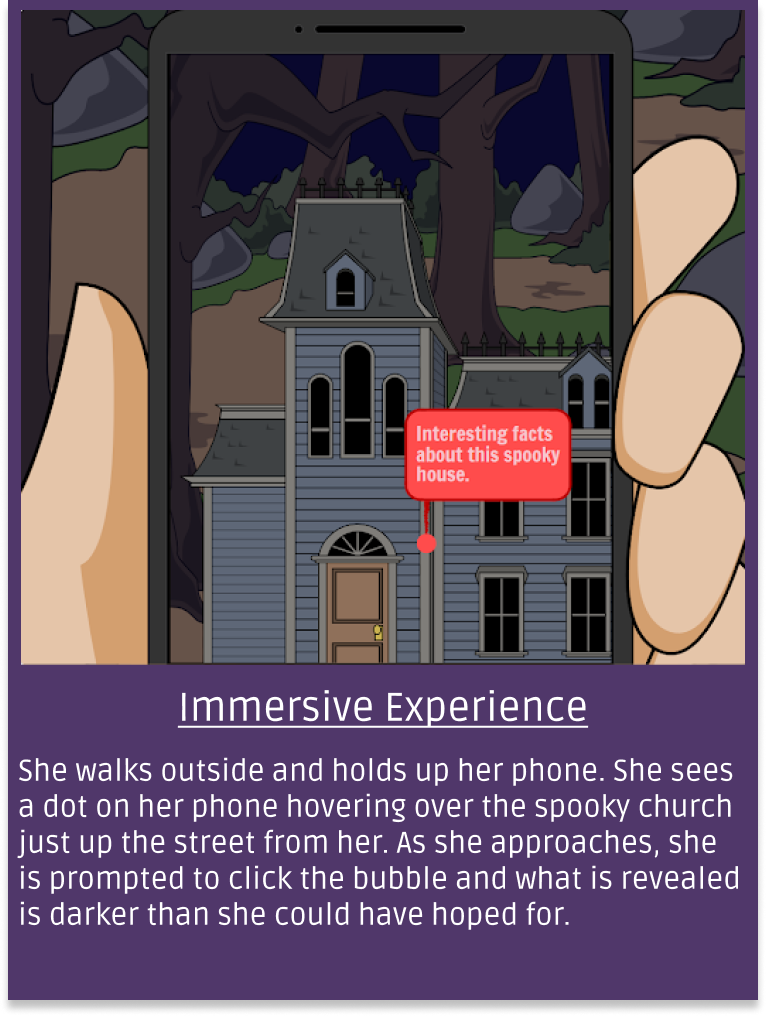 Interesting facts
about this spooky
house.
Immersive Experience
She walks outside and holds up her phone. She sees
a dot on her phone hovering over the spooky church
just up the street from her. As she approaches, she
is prompted to click the bubble and what is revealed
is darker than she could have hoped for.